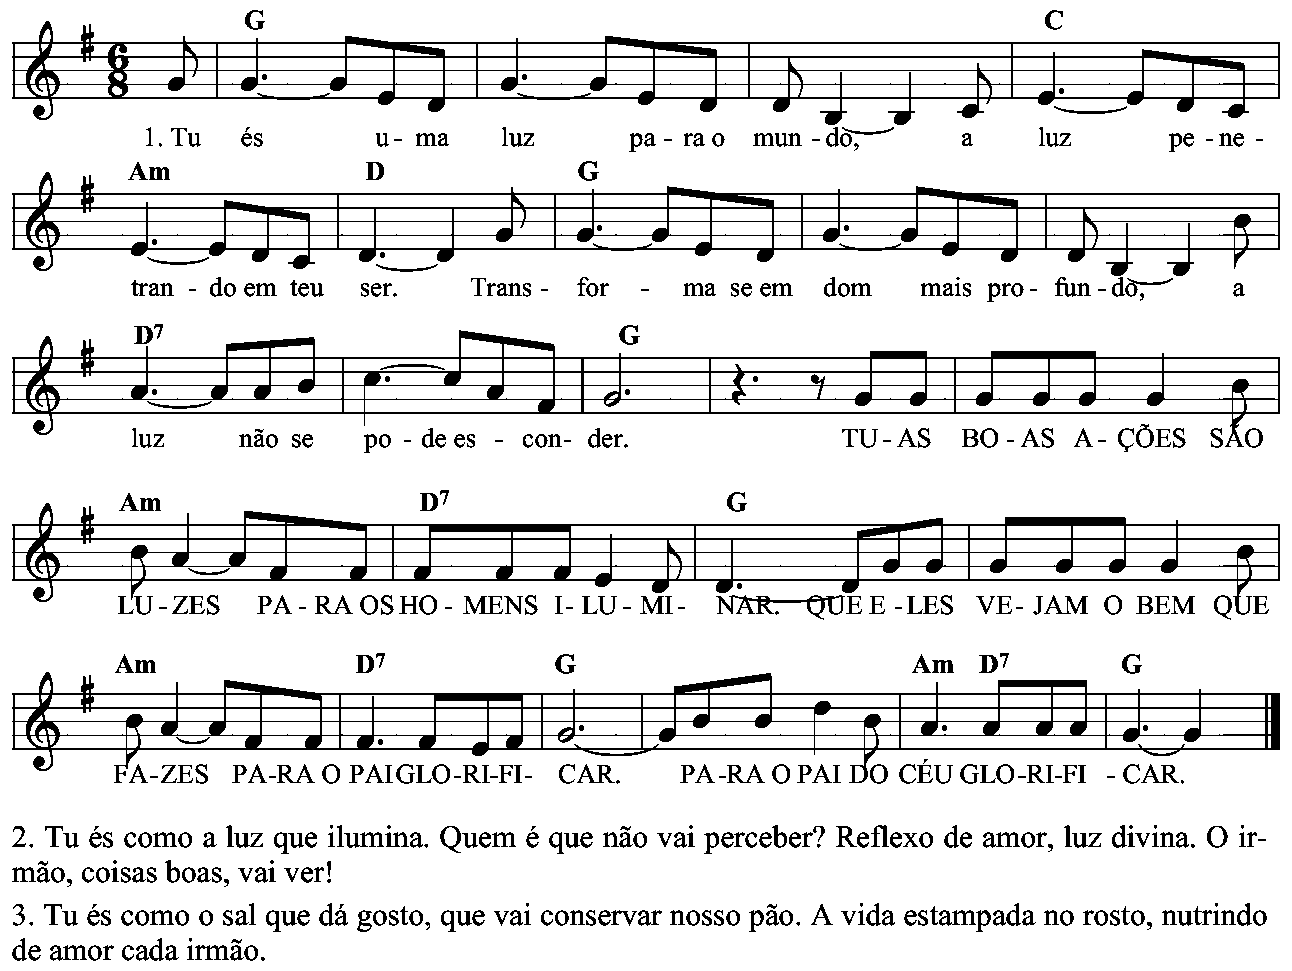 G C
6
8
1. Tu és u - ma luz pa - ra o mun - do, a luz pe - ne -
Am D G
tran - do em teu ser. Trans - for - ma se em dom mais pro - fun - do, a
D7 G
luz não se po - de es - con- der. TU - AS BO - AS A - ÇÕES SÃO
Am D7 G
LU - ZES PA - RA OS HO - MENS I - LU - MI - NAR. QUE E - LES VE - JAM O BEM QUE
Am D7 G Am D7 G
FA - ZES PA - RA O PAI GLO - RI - FI - CAR. PA - RA O PAI DO CÉU GLO - RI - FI - CAR.
2. Tu és como a luz que ilumina. Quem é que não vai perceber? Reflexo de amor, luz divina. O ir-
mão, coisas boas, vai ver!
3. Tu és como o sal que dá gosto, que vai conservar nosso pão. A vida estampada no rosto, nutrindo
de amor cada irmão.